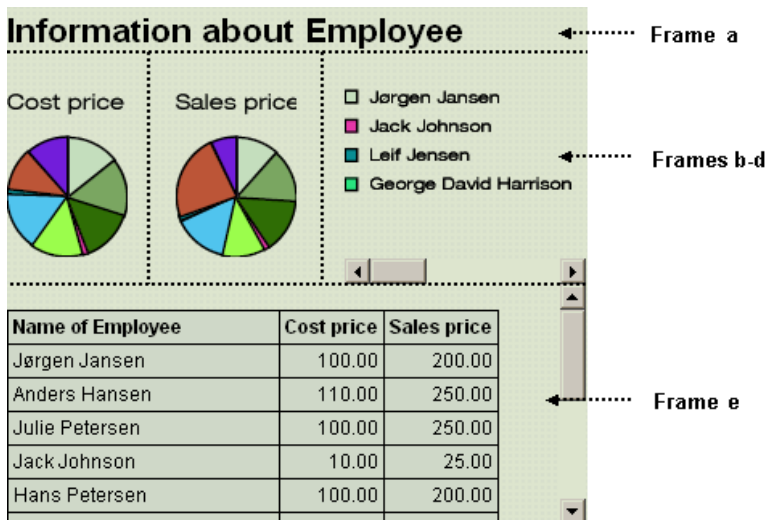 Information about Employee
Frame a
Cost price
Sales price
Jørgen Jansen
Jack Johnson
Leif Jensen
George David Harrison
Frames b-d
Name of Employee Cost price Sales price
Jørgen Jansen 100.00 200.00
Anders Hansen 110.00 250.00
Julie Petersen 100.00 250.00
Jack Johnson 10.00 25.00
Hans Petersen 100.00 200.00
Frame e